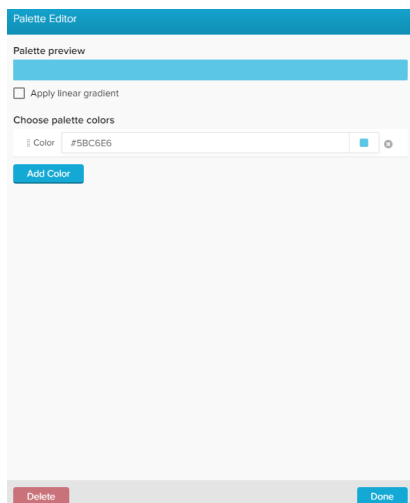 Palette Editor
Palette preview
Apply linear gradient
Choose palette colors
Color #5BC6E6
Add Color
Delete Done